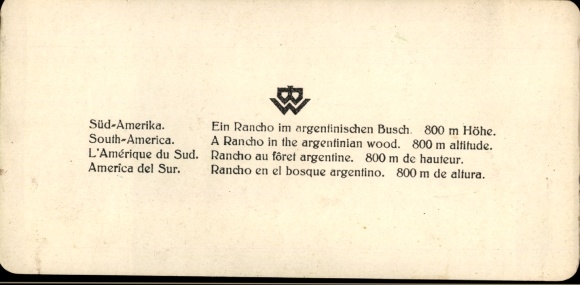 Süd-Amerika. Ein Rancho im argentinischen Busch. 800 m Höhe.
South-America. A Rancho in the argentinian wood. 800 m altitude.
L'Amérique du Sud. Rancho au fôret argentine. 800 m de hauteur.
America del Sur. Rancho en el bosque argentino. 800 m de altura.